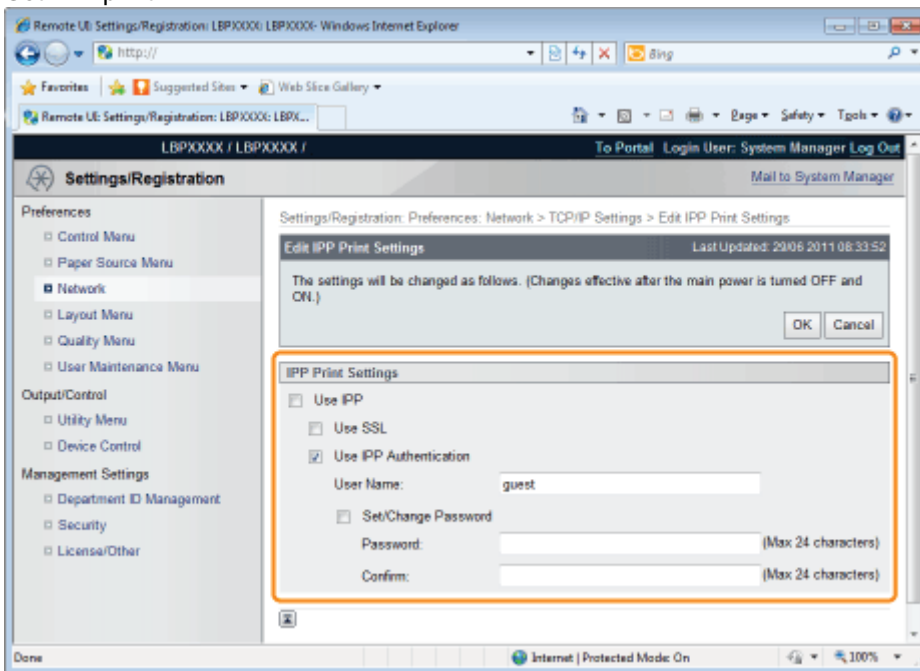 Remote UI: Settings/Registration: LBPXXXX: LBPXXXX- Windows Internet Explorer
http://
Bing
Favorites Suggested Sites Web Slice Gallery
Remote UI: Settings/Registration: LBPXXXX: LBPX... Page Safety Tools
LBPXXXX / LBPXXXX / To Portal Login User: System Manager Log Out
Settings/Registration Mail to System Manager
Preferences
Control Menu
Paper Source Menu
Network
Layout Menu
Quality Menu
User Maintenance Menu
Output/Control
Utility Menu
Device Control
Management Settings
Department ID Management
Security
License/Other
Settings/Registration: Preferences: Network > TCP/IP Settings > Edit IPP Print Settings
Edit IPP Print Settings Last Updated: 29/06 2011 08:33:52
The settings will be changed as follows. (Changes effective after the main power is turned OFF and
ON.)
OK Cancel
IPP Print Settings
Use IPP
Use SSL
Use IPP Authentication
User Name: guest
Set/Change Password
Password: (Max 24 characters)
Confirm: (Max 24 characters)
Done Internet | Protected Mode: On 100%